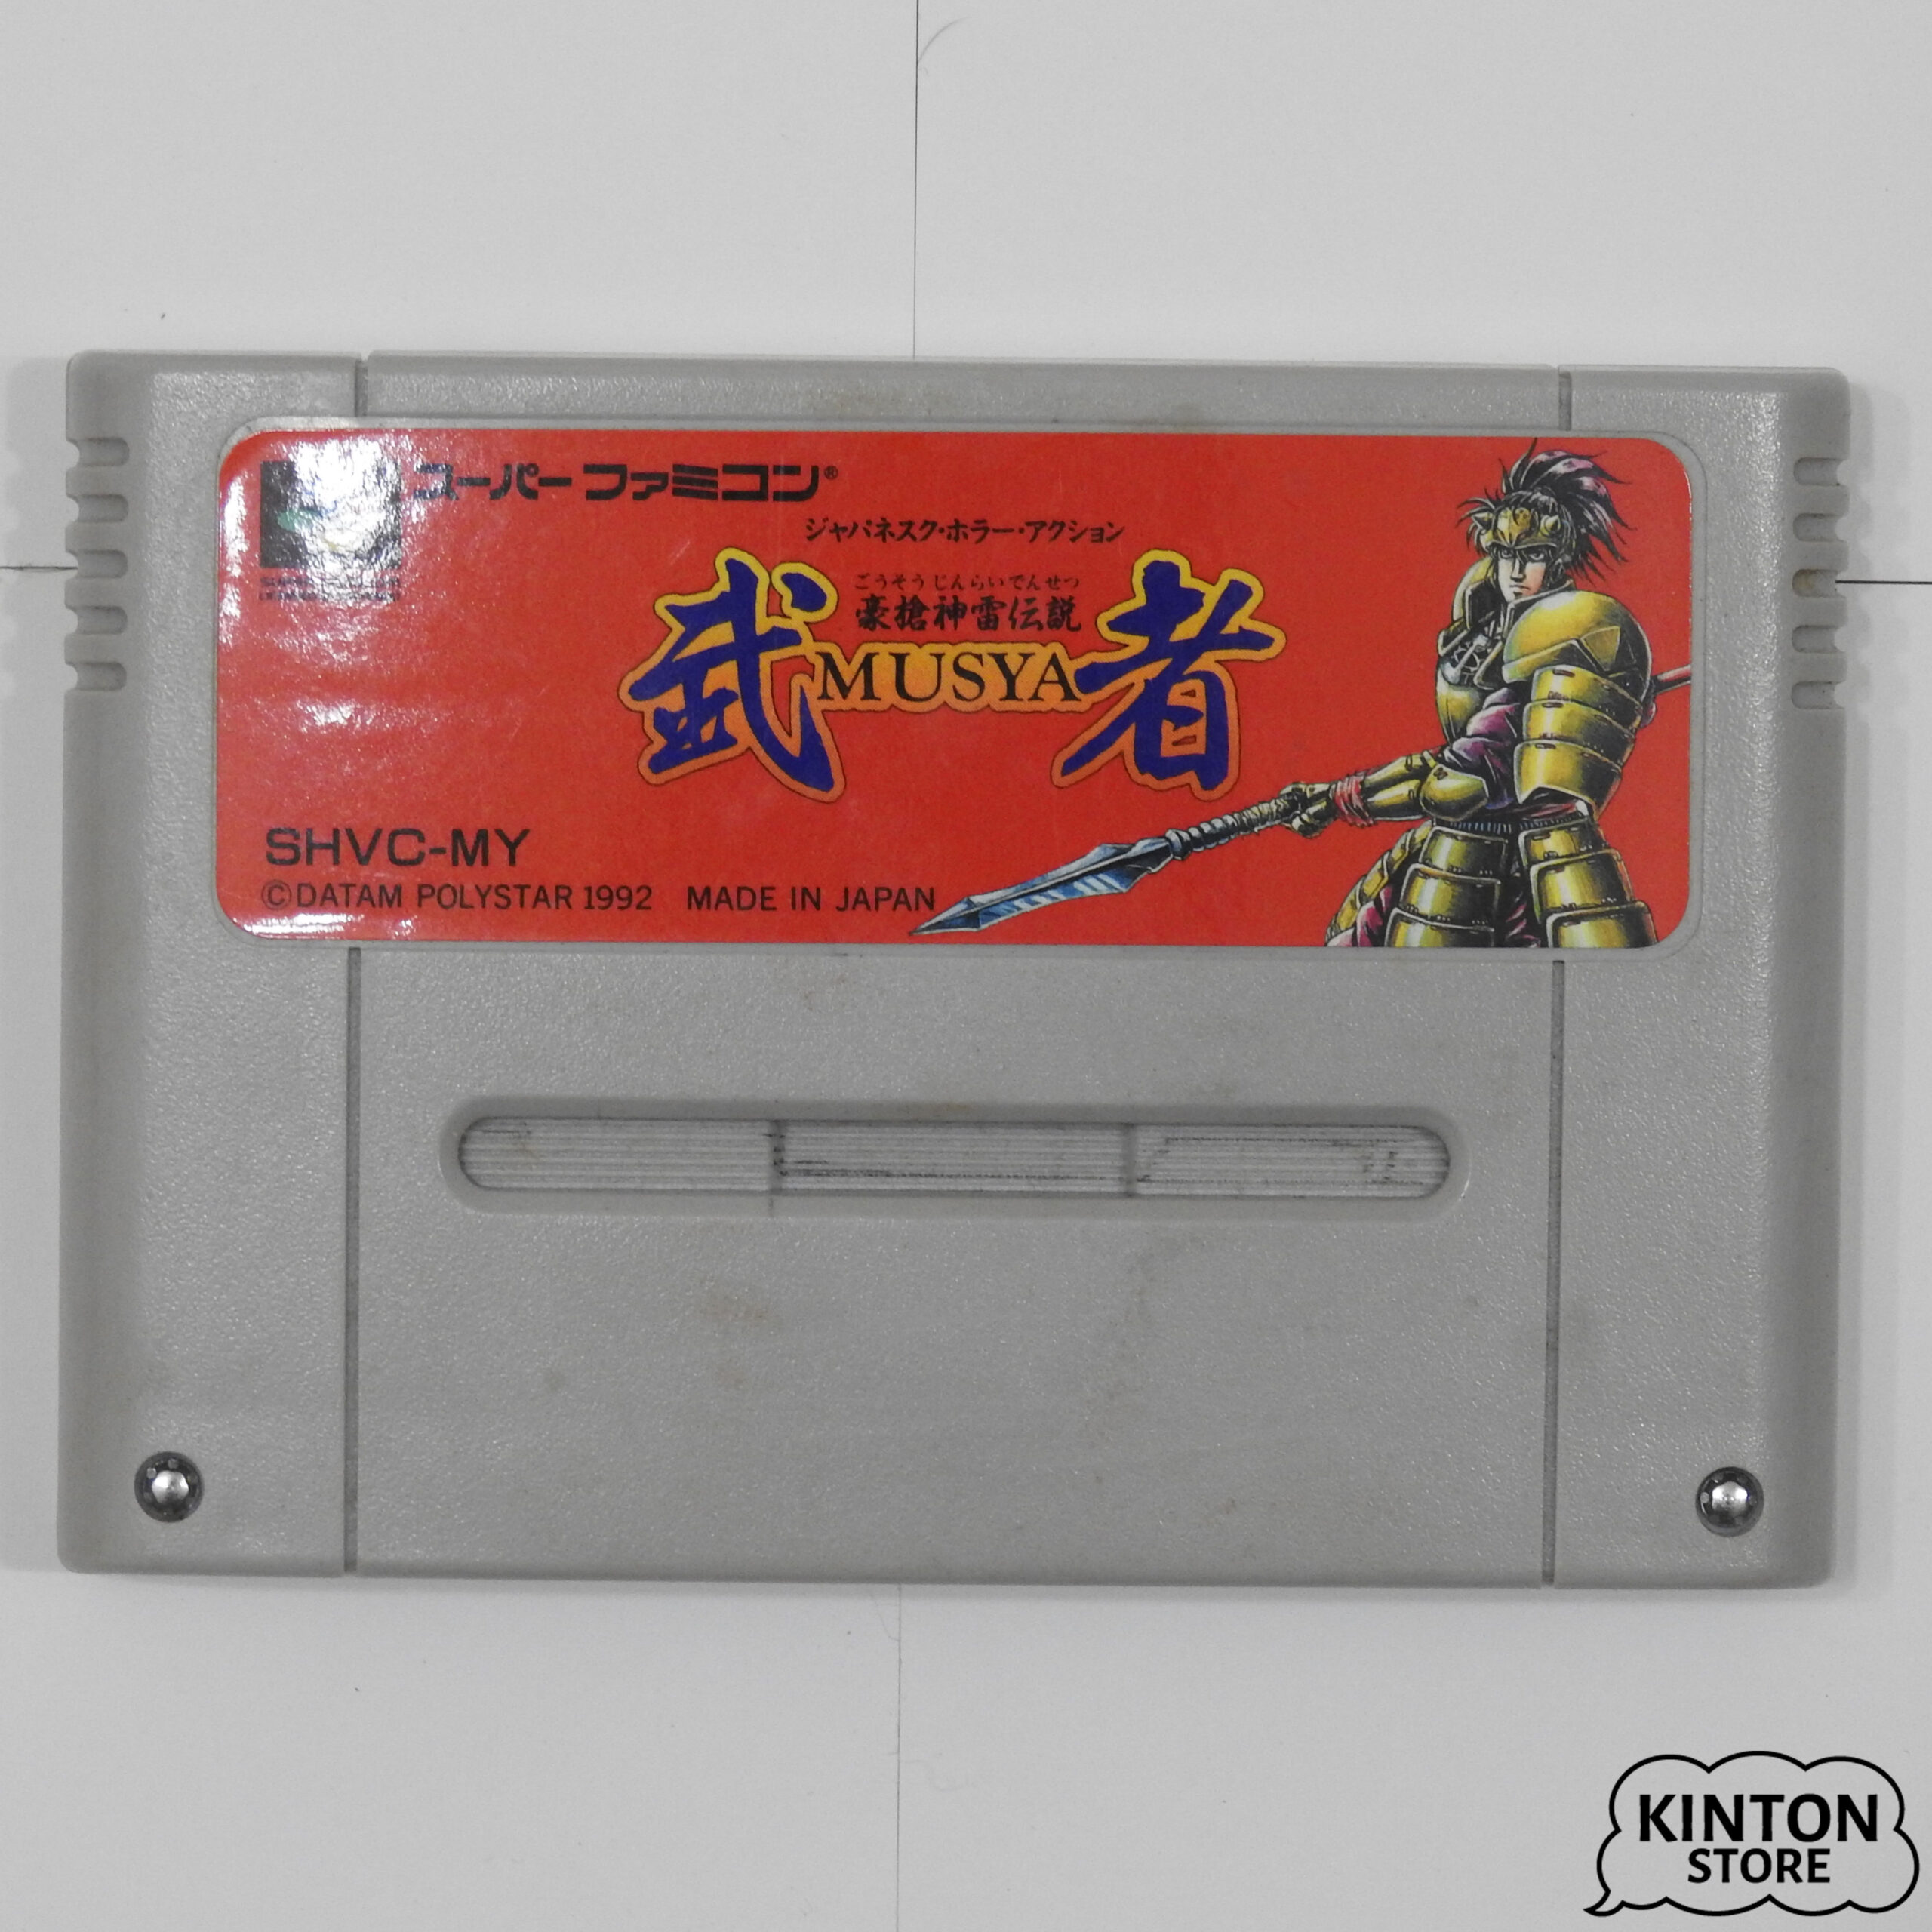 スーパーファミコン®
ジャパネスク・ホラー・アクション
ごうそうじんらいでんせつ
豪槍神雷伝説
武 MUSYA 者
SHVC-MY
©DATAM POLYSTAR 1992 MADE IN JAPAN
KINTON
STORE